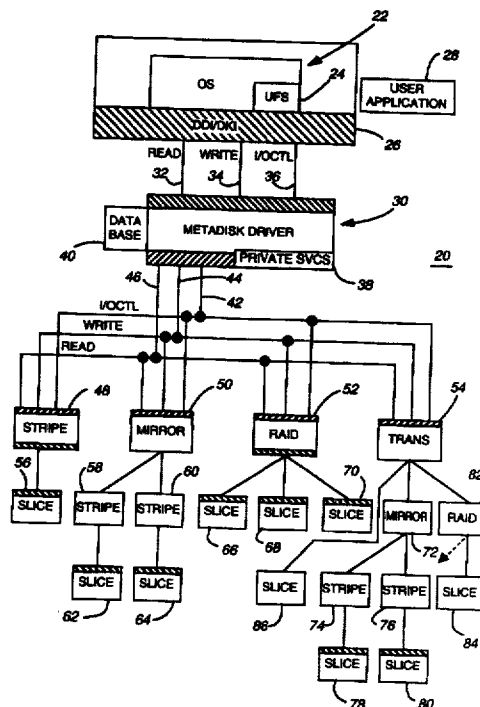 22
OS
24
28
UFS
USER
APPLICATION
DDI/DKI
26
READ
WRITE
I/OCTL
32
34
36
30
DATA
BASE
METADISK DRIVER
40
PRIVATE SVCS
20
46
44
42
38
I/OCTL
WRITE
READ
48
50
52
54
STRIPE
MIRROR
RAID
TRANS
56
58
60
70
82
SLICE
STRIPE
STRIPE
SLICE
SLICE
SLICE
MIRROR
RAID
66
68
72
SLICE
SLICE
SLICE
STRIPE
STRIPE
SLICE
62
64
86
74
76
84
SLICE
SLICE
78
80